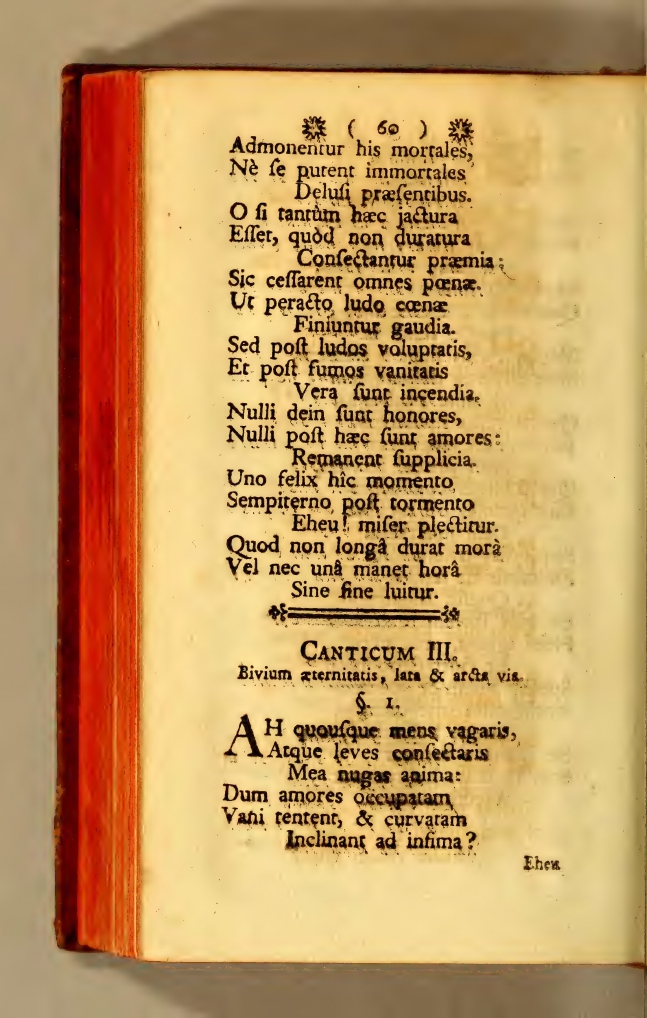 ( 60 )
Admonentur his mortales,
Nè ſe putent immortales
Deluſi præſentibus.
O ſi tantùm hæc jactura
Eſſet, quòd non duratura
Conſectantur præmia;
Sic ceſſarent omnes pœnæ.
Ut peracto ludo cœnæ
Finiuntur gaudia.
Sed poſt ludos voluptatis,
Et poſt fumos vanitatis
Vera ſunt incendia.
Nulli dein ſunt honores,
Nulli poſt hæc ſunt amores:
Remanent ſupplicia.
Uno felix hîc momento
Sempiterno poſt tormento
Eheu! miſer plectitur.
Quod non longâ durat morà
Vel nec unâ manet horâ
Sine fine luitur.
CANTICUM III.
Bivium æternitatis, lata & arcta via.
§. 1.
AH quouſque mens vagaris,
Atque leves conſectaris
Mea nugas anima:
Dum amores occupatam
Vani tentent, & curvatam
Inclinant ad infima?
Eheu